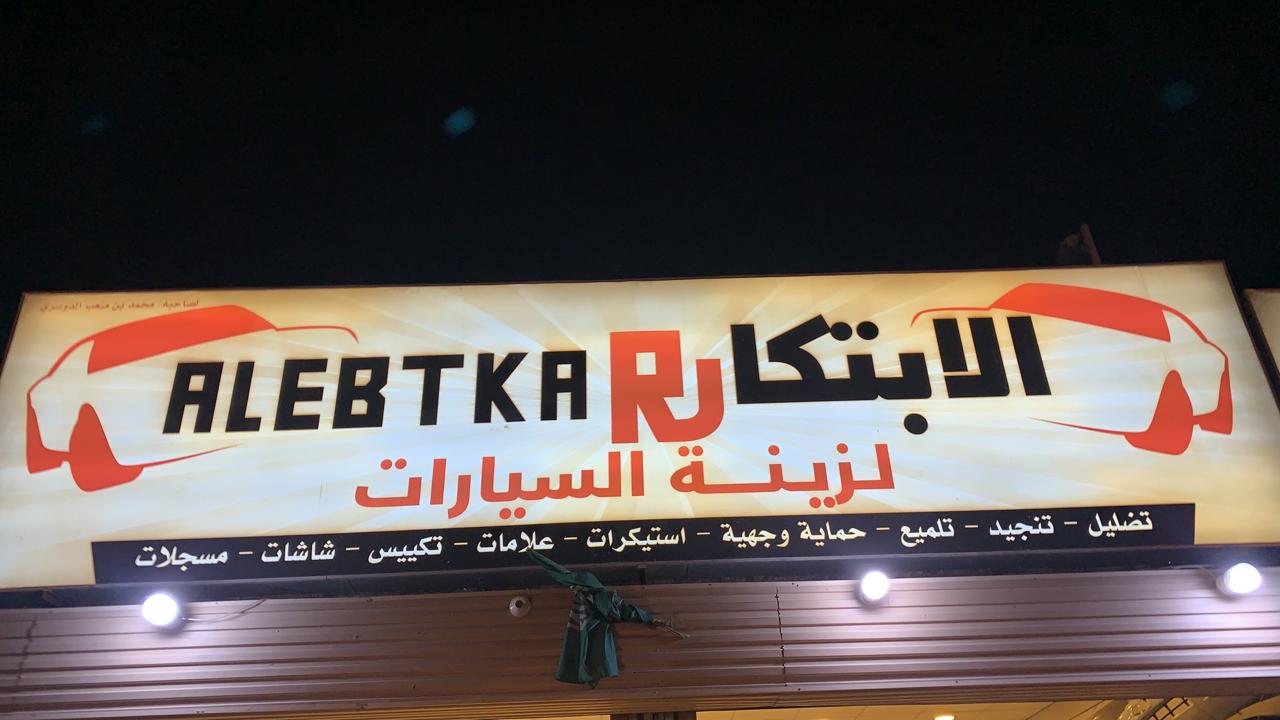 لصاحبه: محمد بن متعب الدوسري
ALEBTKAR الابتكار
لزينة السيارات
تضليل - تنجيد - تلميع - حماية وجهية - استيكرات - علامات - تكييس - شاشات - مسجلات